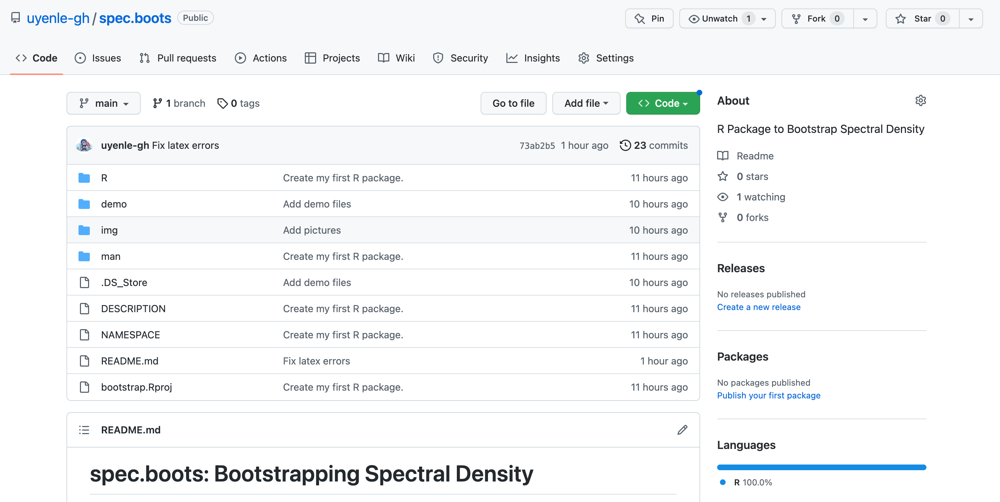 uyenle-gh / spec.boots Public Pin Unwatch 1 Fork 0 Star 0
Code Issues Pull requests Actions Projects Wiki Security Insights Settings
main 1 branch 0 tags Go to file Add file Code
uyenle-gh Fix latex errors 73ab2b5 1 hour ago 23 commits
R Create my first R package. 11 hours ago
demo Add demo files 10 hours ago
img Add pictures 10 hours ago
man Create my first R package. 11 hours ago
.DS_Store Add demo files 10 hours ago
DESCRIPTION Create my first R package. 11 hours ago
NAMESPACE Create my first R package. 11 hours ago
README.md Fix latex errors 1 hour ago
bootstrap.Rproj Create my first R package. 11 hours ago
README.md
spec.boots: Bootstrapping Spectral Density
About
R Package to Bootstrap Spectral Density
Readme
0 stars
1 watching
0 forks
Releases
No releases published
Create a new release
Packages
No packages published
Publish your first package
Languages
R 100.0%